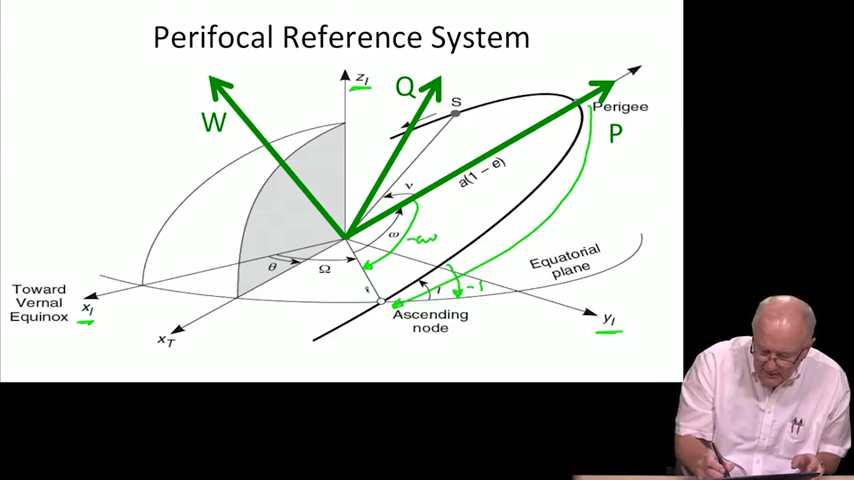 Perifocal Reference System
z_I
Q
S
W
Perigee
P
a(1 – e)
ν
ω
-ω
Equatorial
plane
θ
Ω
i
-i
Toward
Vernal
Equinox
x_I
Ascending
node
y_I
x_T